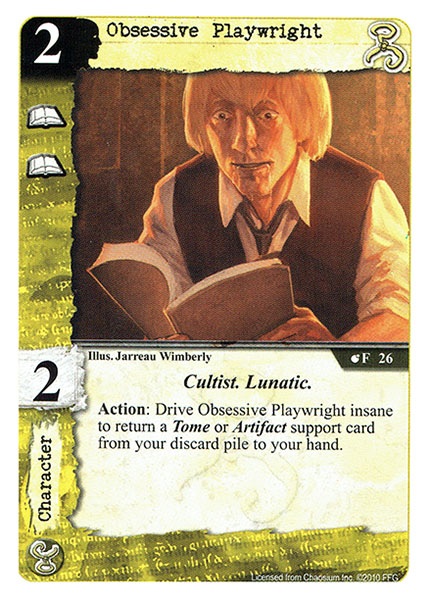 2
Obsessive Playwright
Illus. Jarreau Wimberly
F 26
2
Cultist. Lunatic.
Action: Drive Obsessive Playwright insane
to return a Tome or Artifact support card
from your discard pile to your hand.
Character
Licensed from Chaosium Inc. ©2010 FFG